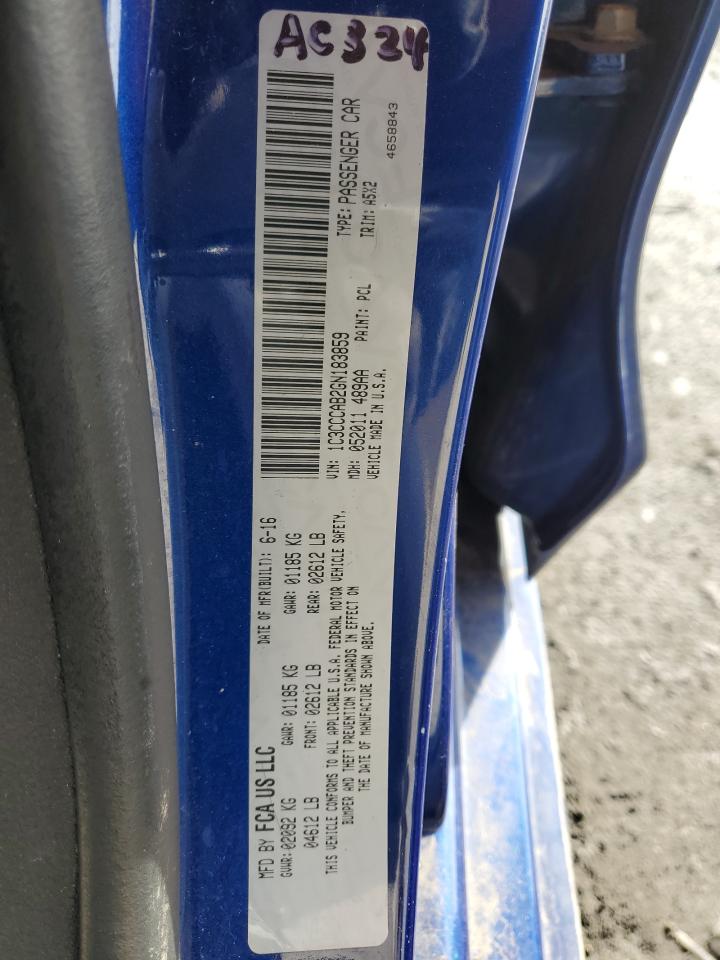 MFD BY FCA US LLC
DATE OF MFR(BUILT): 6-16
GVWR: 02092 KG
04612 LB
GAWR: 01185 KG
FRONT: 02612 LB
GAWR: 01185 KG
REAR: 02612 LB
THIS VEHICLE CONFORMS TO ALL APPLICABLE U.S.A. FEDERAL MOTOR VEHICLE SAFETY,
BUMPER AND THEFT PREVENTION STANDARDS IN EFFECT ON
THE DATE OF MANUFACTURE SHOWN ABOVE.
VIN: 1C3CCCAB2GN183859
TYPE: PASSENGER CAR
MDH: 052011 489AA
PAINT: PCL
TRIM: A5X2
VEHICLE MADE IN U.S.A.
4658843
AC334